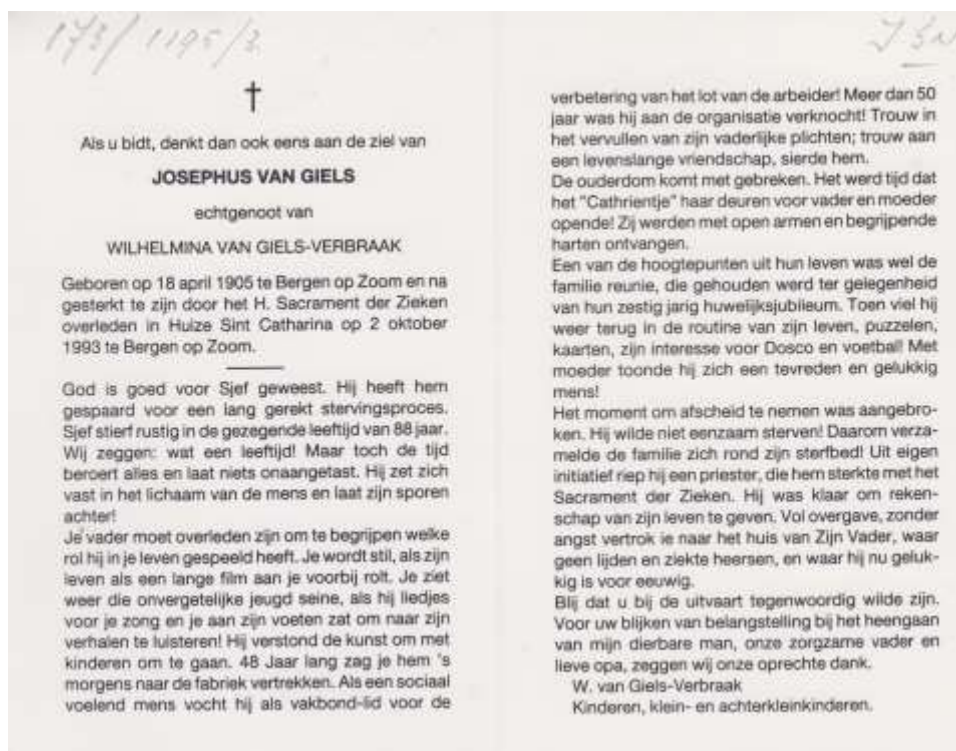 173/1195/3
†
Als u bidt, denkt dan ook eens aan de ziel van
JOSEPHUS VAN GIELS
echtgenoot van
WILHELMINA VAN GIELS-VERBRAAK
Geboren op 18 april 1905 te Bergen op Zoom en na
gesterkt te zijn door het H. Sacrament der Zieken
overleden in Huize Sint Catharina op 2 oktober
1993 te Bergen op Zoom.
God is goed voor Sjef geweest. Hij heeft hem
gespaard voor een lang gerekt stervingsproces.
Sjef stierf rustig in de gezegende leeftijd van 88 jaar.
Wij zeggen: wat een leeftijd! Maar toch de tijd
beroert alles en laat niets onaangetast. Hij zet zich
vast in het lichaam van de mens en laat zijn sporen
achter!
Je vader moet overleden zijn om te begrijpen welke
rol hij in je leven gespeeld heeft. Je wordt stil, als zijn
leven als een lange film aan je voorbij rolt. Je ziet
weer die onvergetelijke jeugd seine, als hij liedjes
voor je zong en je aan zijn voeten zat om naar zijn
verhalen te luisteren! Hij verstond de kunst om met
kinderen om te gaan. 48 Jaar lang zag je hem 's
morgens naar de fabriek vertrekken. Als een sociaal
voelend mens vocht hij als vakbond-lid voor de
verbetering van het lot van de arbeider! Meer dan 50
jaar was hij aan de organisatie verknocht! Trouw in
het vervullen van zijn vaderlijke plichten; trouw aan
een levenslange vriendschap, sierde hem.
De ouderdom komt met gebreken. Het werd tijd dat
het "Cathrientje" haar deuren voor vader en moeder
opende! Zij werden met open armen en begrijpende
harten ontvangen.
Een van de hoogtepunten uit hun leven was wel de
familie reunie, die gehouden werd ter gelegenheid
van hun zestig jarig huwelijksjubileum. Toen viel hij
weer terug in de routine van zijn leven, puzzelen,
kaarten, zijn interesse voor Dosco en voetbal! Met
moeder toonde hij zich een tevreden en gelukkig
mens!
Het moment om afscheid te nemen was aangebro-
ken. Hij wilde niet eenzaam sterven! Daarom verza-
melde de familie zich rond zijn sterfbed! Uit eigen
initiatief riep hij een priester, die hem sterkte met het
Sacrament der Zieken. Hij was klaar om reken-
schap van zijn leven te geven. Vol overgave, zonder
angst vertrok ie naar het huis van Zijn Vader, waar
geen lijden en ziekte heersen, en waar hij nu geluk-
kig is voor eeuwig.
Blij dat u bij de uitvaart tegenwoordig wilde zijn.
Voor uw blijken van belangstelling bij het heengaan
van mijn dierbare man, onze zorgzame vader en
lieve opa, zeggen wij onze oprechte dank.
W. van Giels-Verbraak
Kinderen, klein- en achterkleinkinderen.